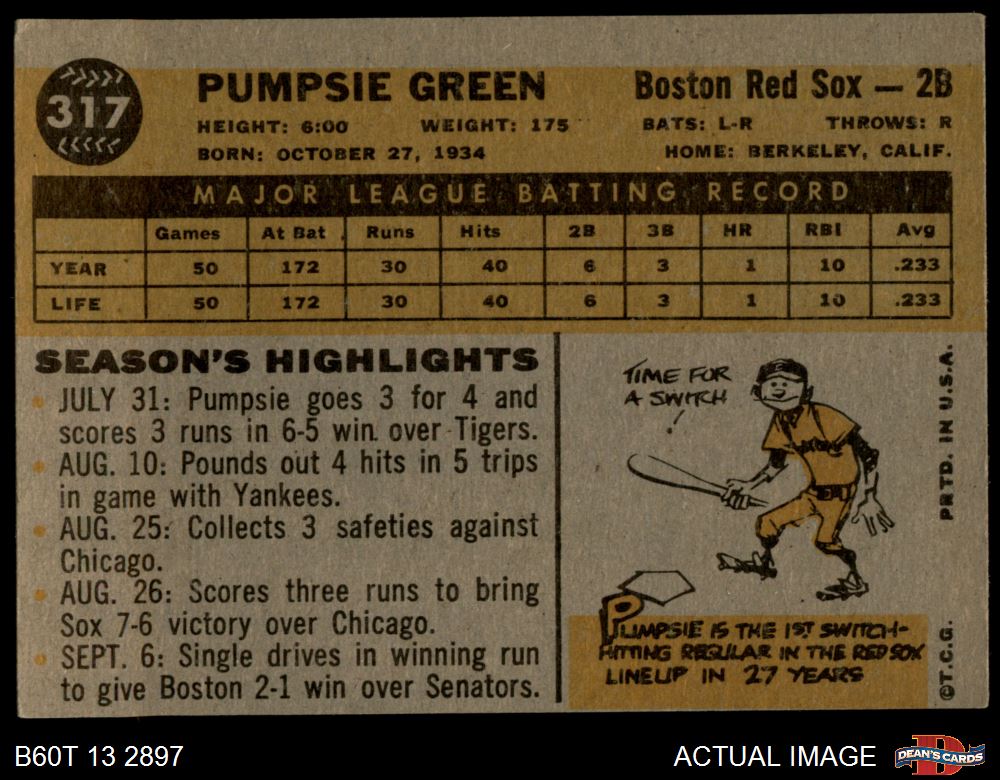 317
PUMPSIE GREEN
Boston Red Sox — 2B
HEIGHT: 6:00 WEIGHT: 175 BATS: L-R THROWS: R
BORN: OCTOBER 27, 1934 HOME: BERKELEY, CALIF.
MAJOR LEAGUE BATTING RECORD
Games At Bat Runs Hits 2B 3B HR RBI Avg
YEAR 50 172 30 40 6 3 1 10 .233
LIFE 50 172 30 40 6 3 1 10 .233
SEASON'S HIGHLIGHTS
JULY 31: Pumpsie goes 3 for 4 and
scores 3 runs in 6-5 win over Tigers.
AUG. 10: Pounds out 4 hits in 5 trips
in game with Yankees.
AUG. 25: Collects 3 safeties against
Chicago.
AUG. 26: Scores three runs to bring
Sox 7-6 victory over Chicago.
SEPT. 6: Single drives in winning run
to give Boston 2-1 win over Senators.
TIME FOR
A SWITCH
!
PUMPSIE IS THE 1ST SWITCH-
HITTING REGULAR IN THE RED SOX
LINEUP IN 27 YEARS
PRTD. IN U.S.A.
©T.C.G.
B60T 13 2897
ACTUAL IMAGE
D
DEAN'S CARDS